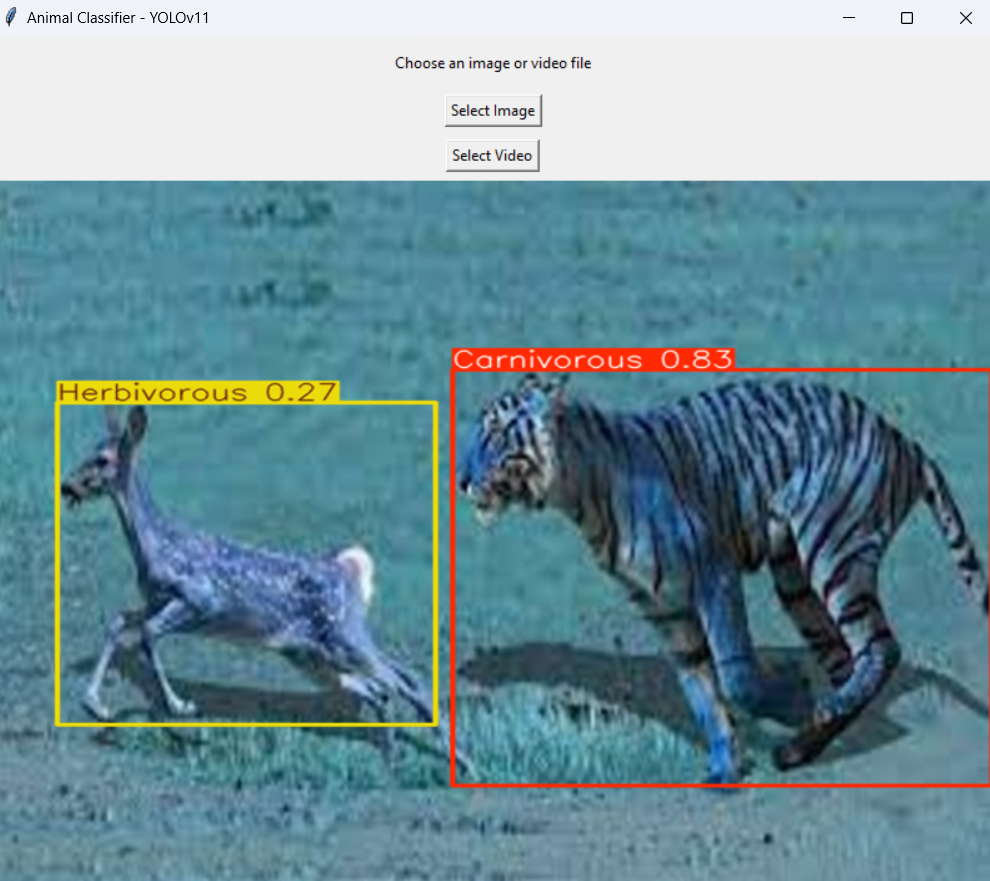 Animal Classifier - YOLOv11
Choose an image or video file
Select Image
Select Video
Carnivorous 0.83
Herbivorous 0.27